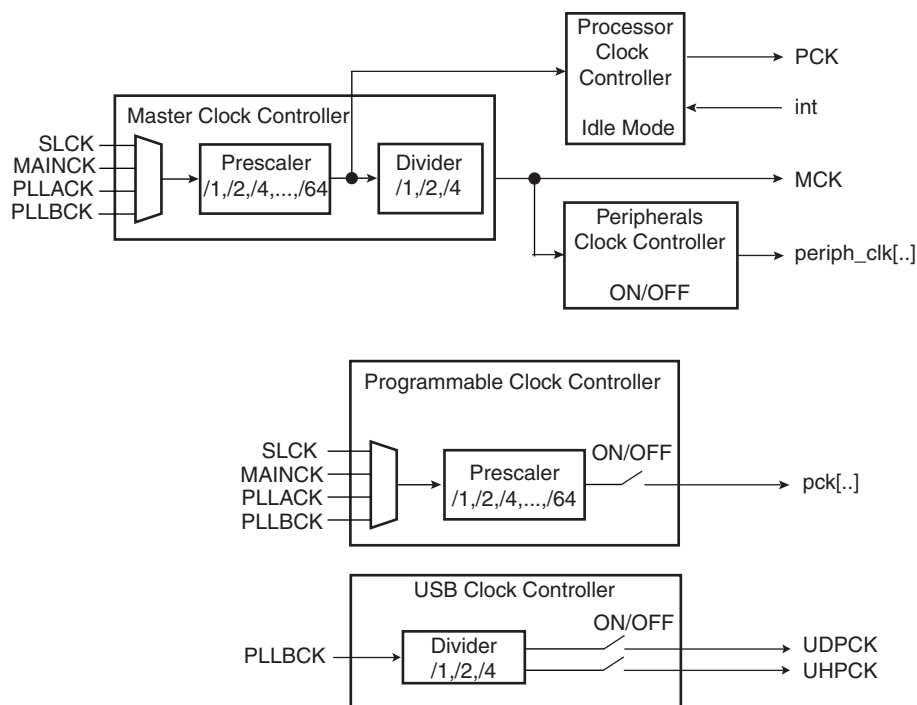 Processor
Clock
Controller
Idle Mode
PCK
int
Master Clock Controller
SLCK
MAINCK
PLLACK
PLLBCK
Prescaler
/1,/2,/4,...,/64
Divider
/1,/2,/4
MCK
Peripherals
Clock Controller
ON/OFF
periph_clk[..]
Programmable Clock Controller
SLCK
MAINCK
PLLACK
PLLBCK
Prescaler
/1,/2,/4,...,/64
ON/OFF
pck[..]
USB Clock Controller
PLLBCK
Divider
/1,/2,/4
ON/OFF
UDPCK
UHPCK